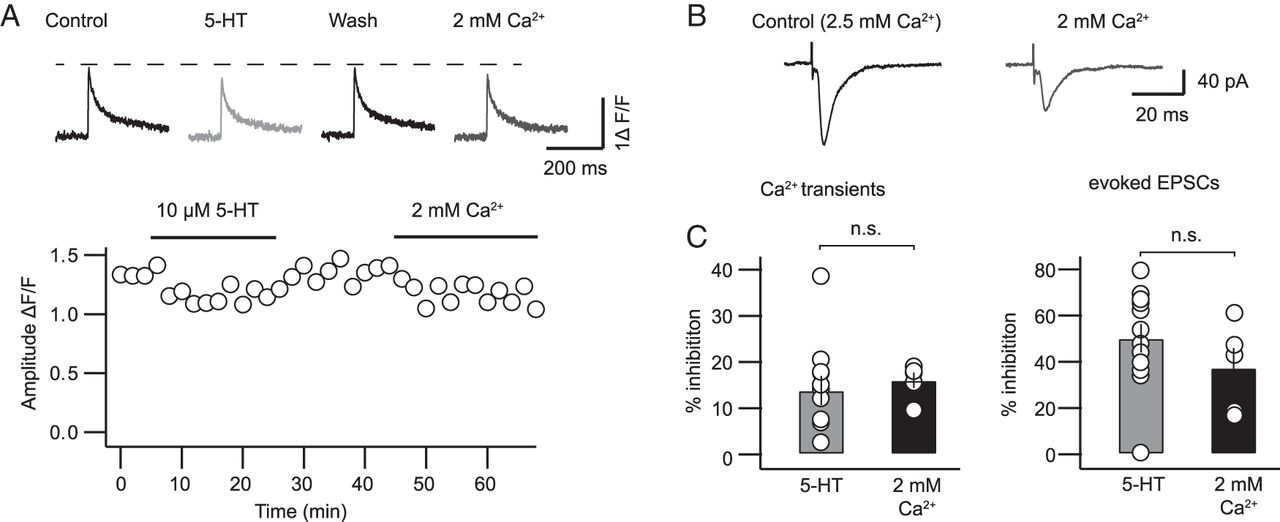 A
Control
5-HT
Wash
2 mM Ca²⁺
1Δ F/F
200 ms
10 µM 5-HT
2 mM Ca²⁺
Amplitude ΔF/F
1.5
1.0
0.5
0.0
0 10 20 30 40 50 60
Time (min)
B
Control (2.5 mM Ca²⁺)
2 mM Ca²⁺
40 pA
20 ms
C
Ca²⁺ transients
n.s.
% inhibititon
40
30
20
10
0
5-HT
2 mM
Ca²⁺
evoked EPSCs
n.s.
% inhibititon
80
60
40
20
0
5-HT
2 mM
Ca²⁺